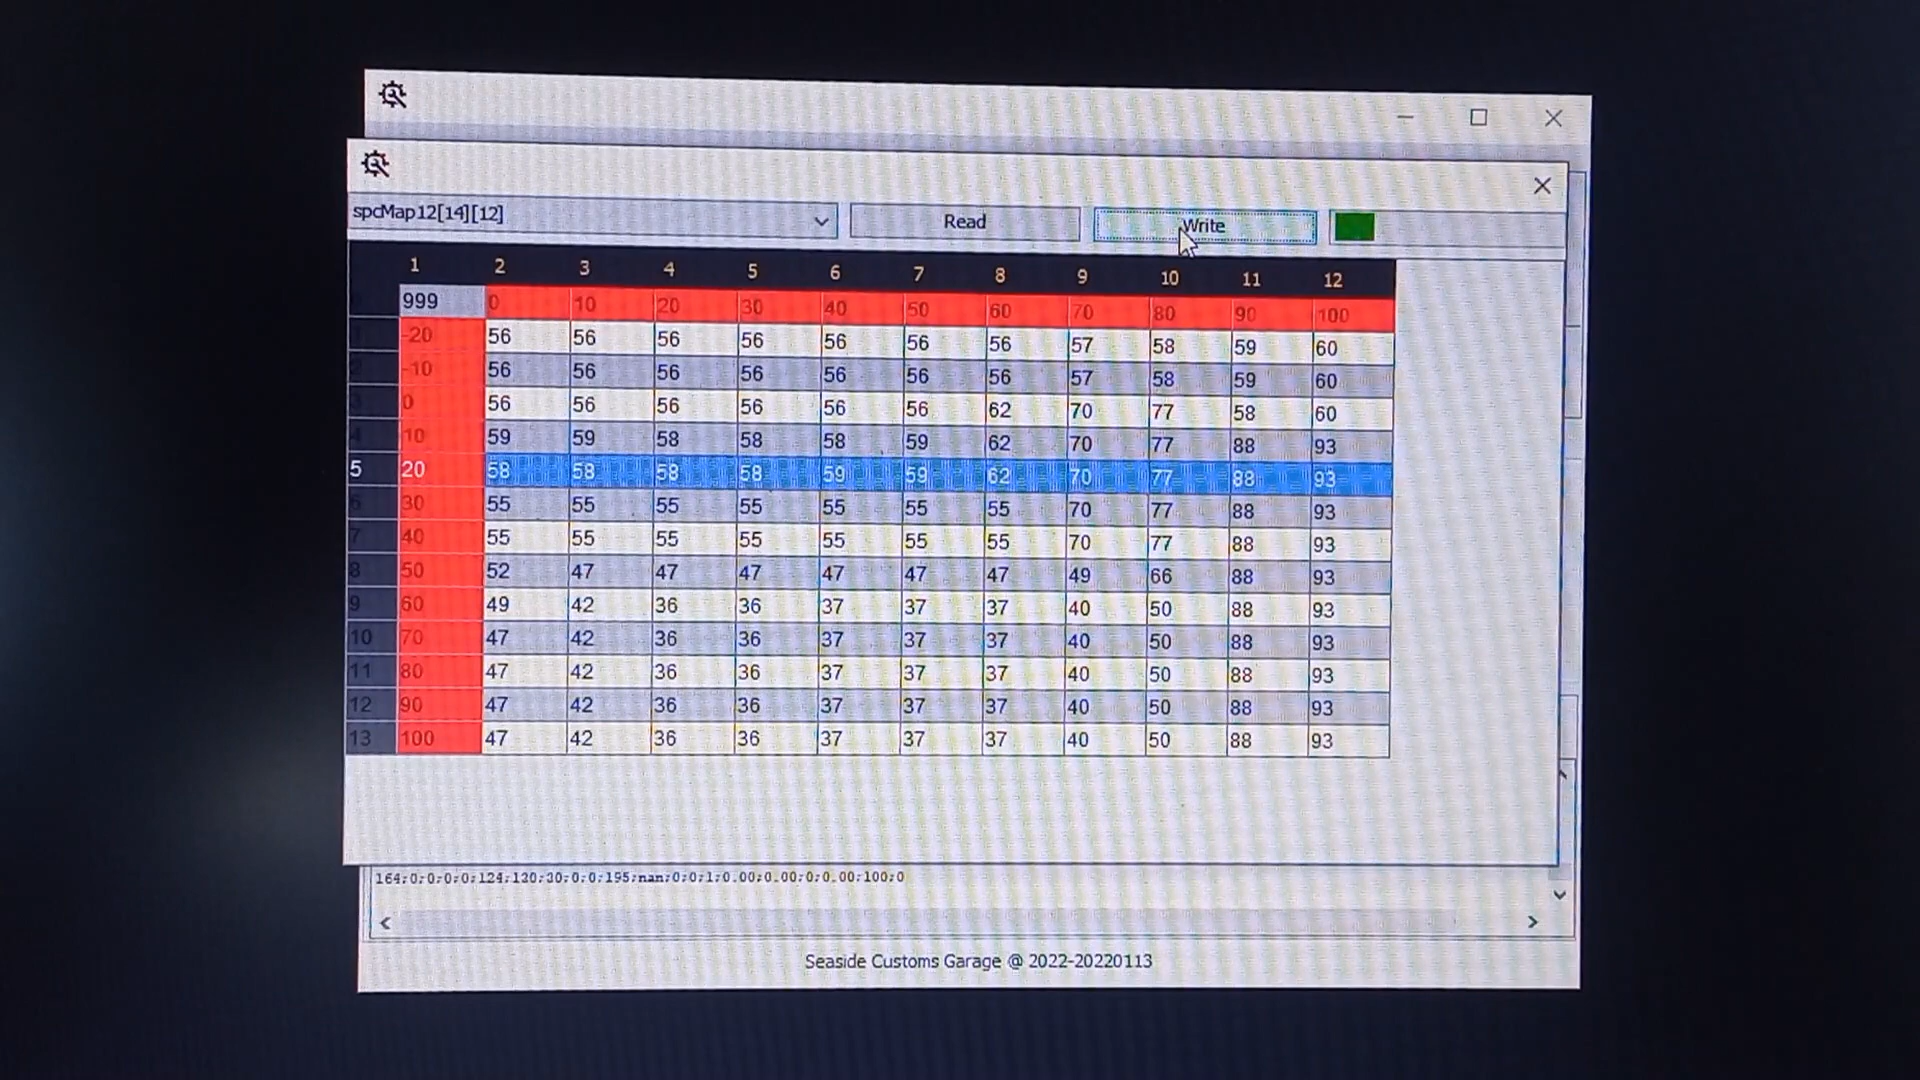 spcMap12[14][12] Read Write
1 2 3 4 5 6 7 8 9 10 11 12
999 0 10 20 30 40 50 60 70 80 90 100
1 -20 56 56 56 56 56 56 56 57 58 59 60
2 -10 56 56 56 56 56 56 56 57 58 59 60
3 0 56 56 56 56 56 56 62 70 77 58 60
4 10 59 59 58 58 58 59 62 70 77 88 93
5 20 58 58 58 58 59 59 62 70 77 88 93
6 30 55 55 55 55 55 55 55 70 77 88 93
7 40 55 55 55 55 55 55 55 70 77 88 93
8 50 52 47 47 47 47 47 47 49 66 88 93
9 60 49 42 36 36 37 37 37 40 50 88 93
10 70 47 42 36 36 37 37 37 40 50 88 93
11 80 47 42 36 36 37 37 37 40 50 88 93
12 90 47 42 36 36 37 37 37 40 50 88 93
13 100 47 42 36 36 37 37 37 40 50 88 93
164;0;0;0;0;124;120;30;0;0;195;nan;0;0;1;0.00;0.00;0;0.00;100;0
Seaside Customs Garage @ 2022-20220113